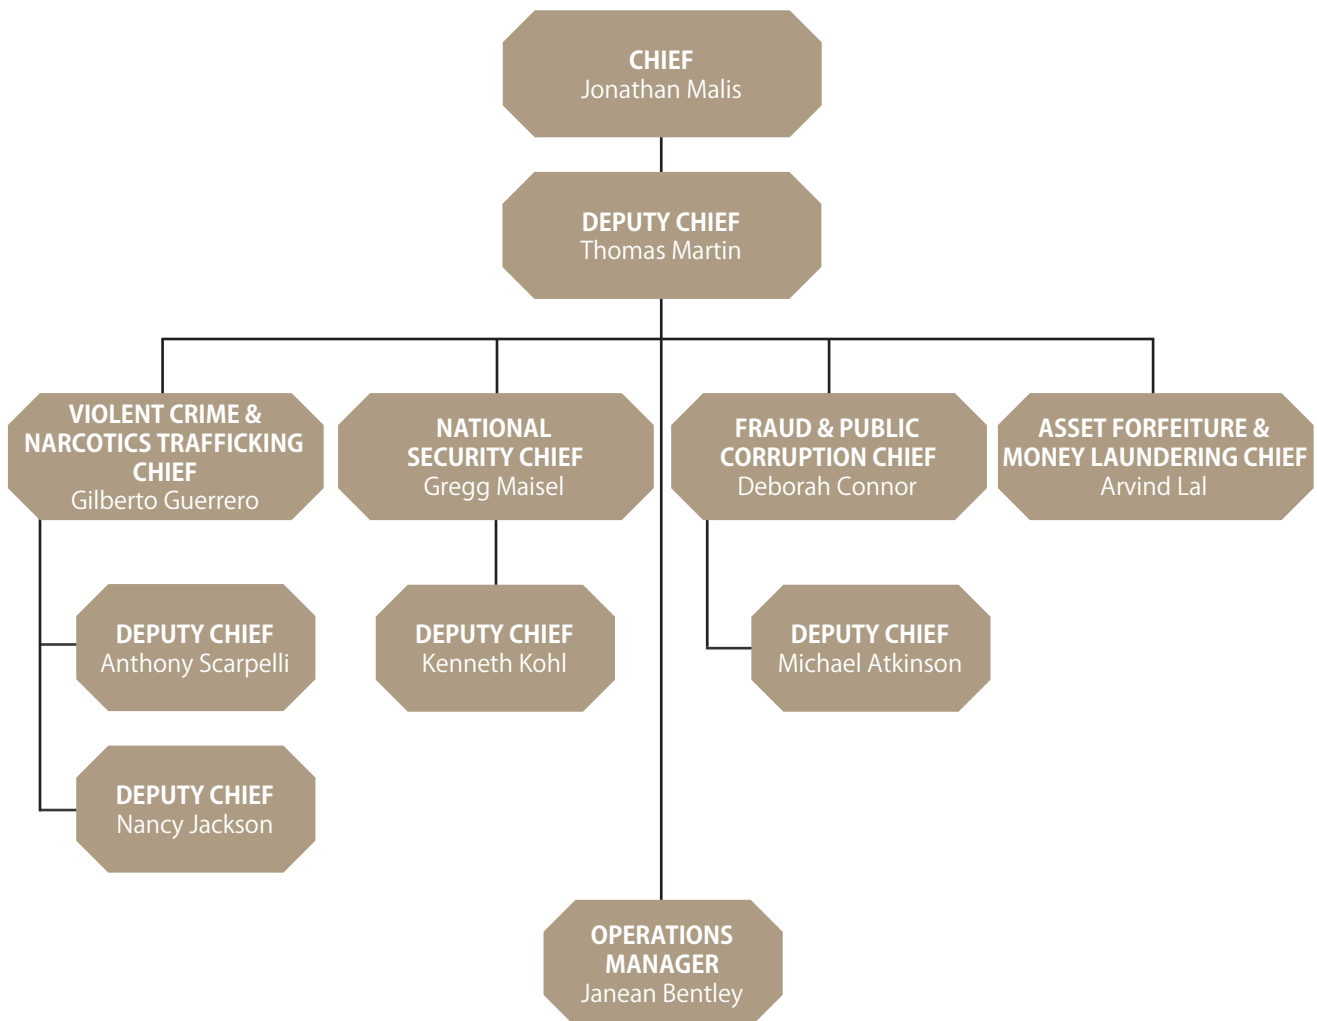 CHIEF
Jonathan Malis
DEPUTY CHIEF
Thomas Martin
VIOLENT CRIME &
NARCOTICS TRAFFICKING
CHIEF
Gilberto Guerrero
NATIONAL
SECURITY CHIEF
Gregg Maisel
FRAUD & PUBLIC
CORRUPTION CHIEF
Deborah Connor
ASSET FORFEITURE &
MONEY LAUNDERING CHIEF
Arvind Lal
DEPUTY CHIEF
Anthony Scarpelli
DEPUTY CHIEF
Kenneth Kohl
DEPUTY CHIEF
Michael Atkinson
DEPUTY CHIEF
Nancy Jackson
OPERATIONS
MANAGER
Janean Bentley